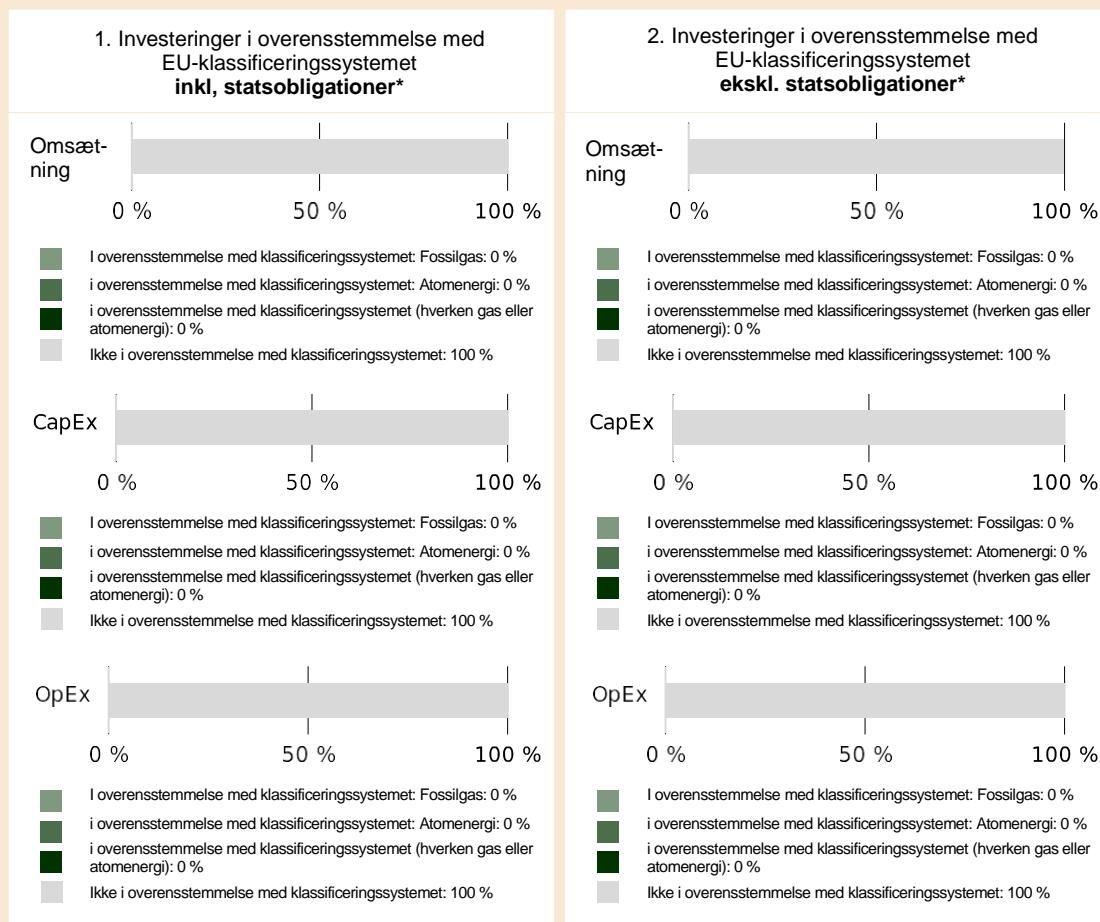 1. Investeringer i overensstemmelse med
EU-klassificeringssystemet
inkl, statsobligationer*
Omsæt-
ning
0 % 50 % 100 %
I overensstemmelse med klassificeringssystemet: Fossilgas: 0 %
i overensstemmelse med klassificeringssystemet: Atomenergi: 0 %
i overensstemmelse med klassificeringssystemet (hverken gas eller
atomenergi): 0 %
Ikke i overensstemmelse med klassificeringssystemet: 100 %
CapEx
0 % 50 % 100 %
I overensstemmelse med klassificeringssystemet: Fossilgas: 0 %
i overensstemmelse med klassificeringssystemet: Atomenergi: 0 %
i overensstemmelse med klassificeringssystemet (hverken gas eller
atomenergi): 0 %
Ikke i overensstemmelse med klassificeringssystemet: 100 %
OpEx
0 % 50 % 100 %
I overensstemmelse med klassificeringssystemet: Fossilgas: 0 %
i overensstemmelse med klassificeringssystemet: Atomenergi: 0 %
i overensstemmelse med klassificeringssystemet (hverken gas eller
atomenergi): 0 %
Ikke i overensstemmelse med klassificeringssystemet: 100 %
2. Investeringer i overensstemmelse med
EU-klassificeringssystemet
ekskl. statsobligationer*
Omsæt-
ning
0 % 50 % 100 %
I overensstemmelse med klassificeringssystemet: Fossilgas: 0 %
i overensstemmelse med klassificeringssystemet: Atomenergi: 0 %
i overensstemmelse med klassificeringssystemet (hverken gas eller
atomenergi): 0 %
Ikke i overensstemmelse med klassificeringssystemet: 100 %
CapEx
0 % 50 % 100 %
I overensstemmelse med klassificeringssystemet: Fossilgas: 0 %
i overensstemmelse med klassificeringssystemet: Atomenergi: 0 %
i overensstemmelse med klassificeringssystemet (hverken gas eller
atomenergi): 0 %
Ikke i overensstemmelse med klassificeringssystemet: 100 %
OpEx
0 % 50 % 100 %
I overensstemmelse med klassificeringssystemet: Fossilgas: 0 %
i overensstemmelse med klassificeringssystemet: Atomenergi: 0 %
i overensstemmelse med klassificeringssystemet (hverken gas eller
atomenergi): 0 %
Ikke i overensstemmelse med klassificeringssystemet: 100 %